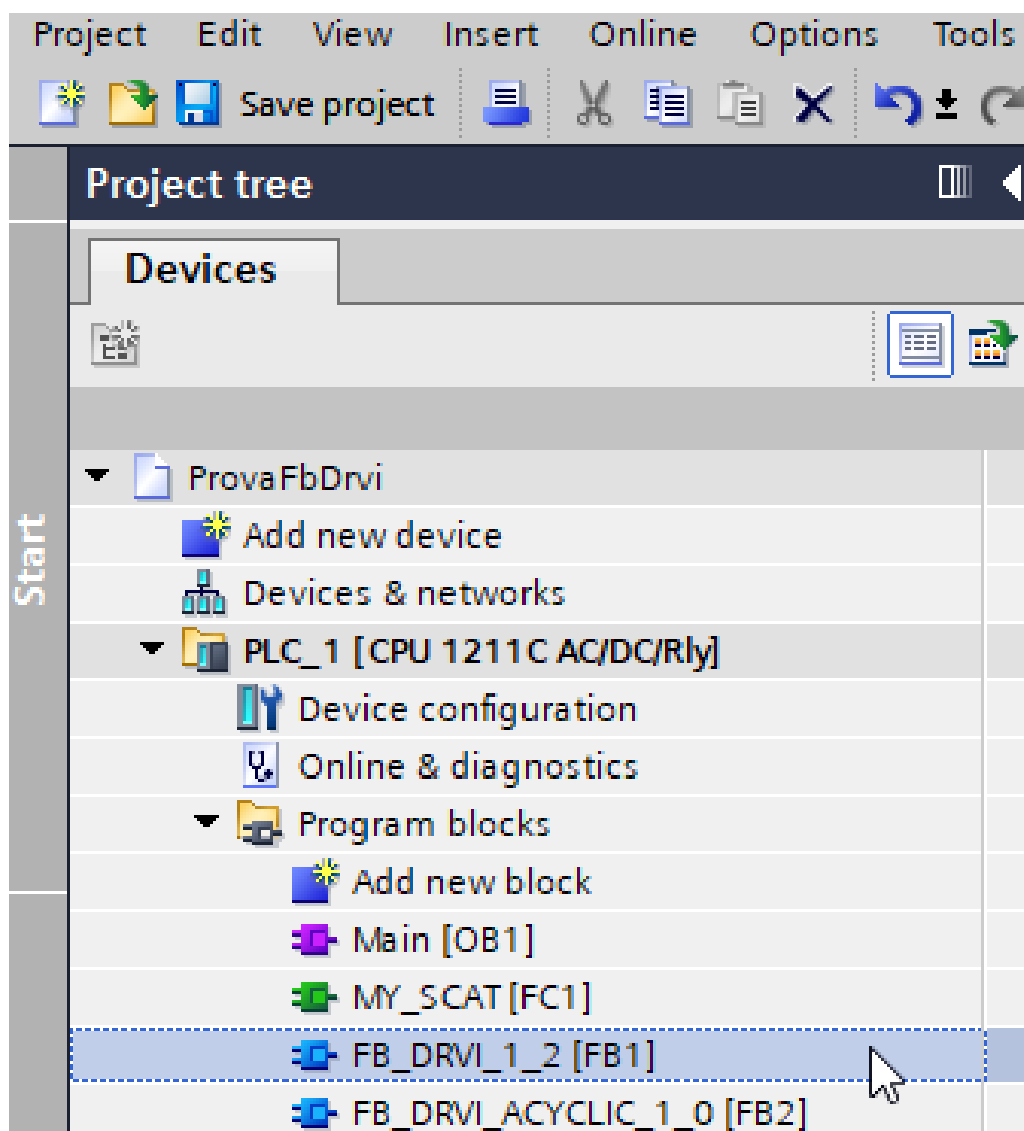 Project Edit View Insert Online Options Tools
Save project
Project tree
Devices
Start
ProvaFbDrvi
Add new device
Devices & networks
PLC_1 [CPU 1211C AC/DC/Rly]
Device configuration
Online & diagnostics
Program blocks
Add new block
Main [OB1]
MY_SCAT [FC1]
FB_DRVI_1_2 [FB1]
FB_DRVI_ACYCLIC_1_0 [FB2]